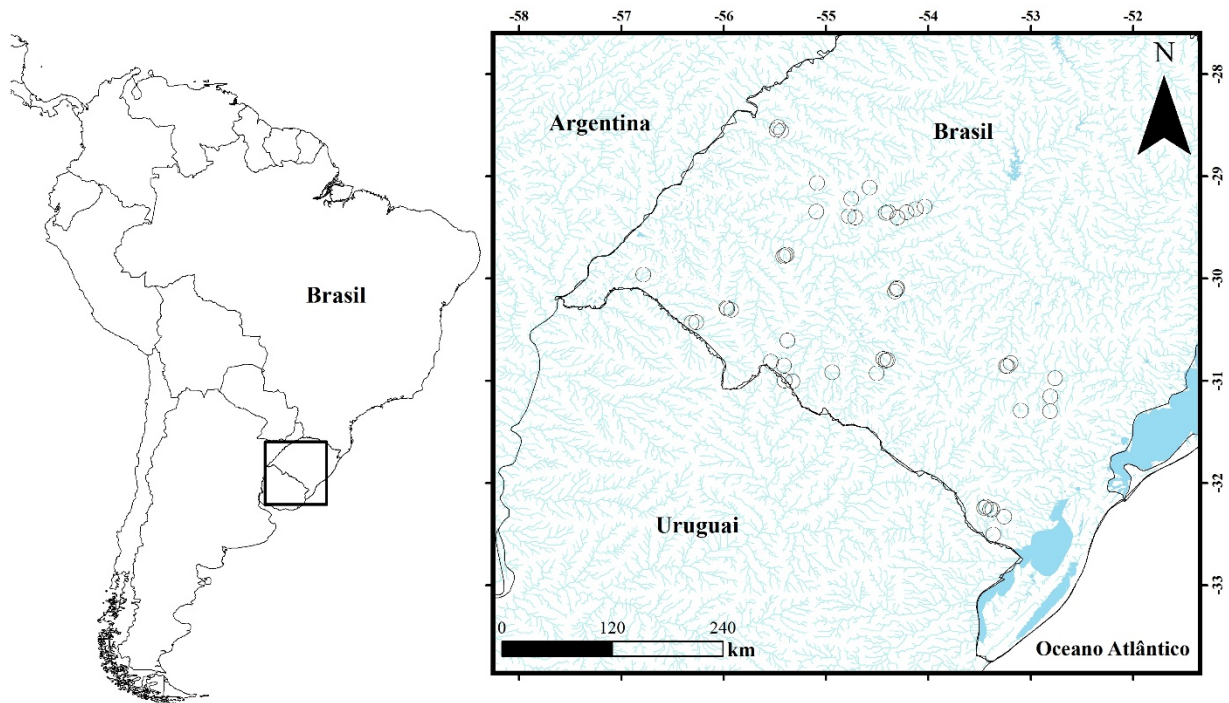 -58 -57 -56 -55 -54 -53 -52
N
-28
Argentina
Brasil
-29
-30
Brasil
-31
-32
Uruguai
-33
0 120 240
km
Oceano Atlântico